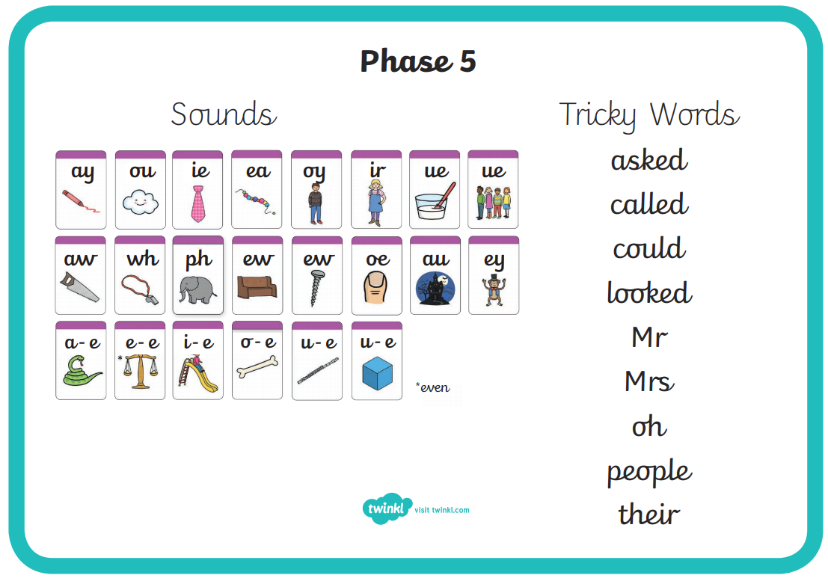 Phase 5
Sounds
ay ou ie ea oy ir ue ue
aw wh ph ew ew oe au ey
a-e *e-e i-e o-e u-e u-e
*even
Tricky Words
asked
called
could
looked
Mr
Mrs
oh
people
their
twinkl visit twinkl.com